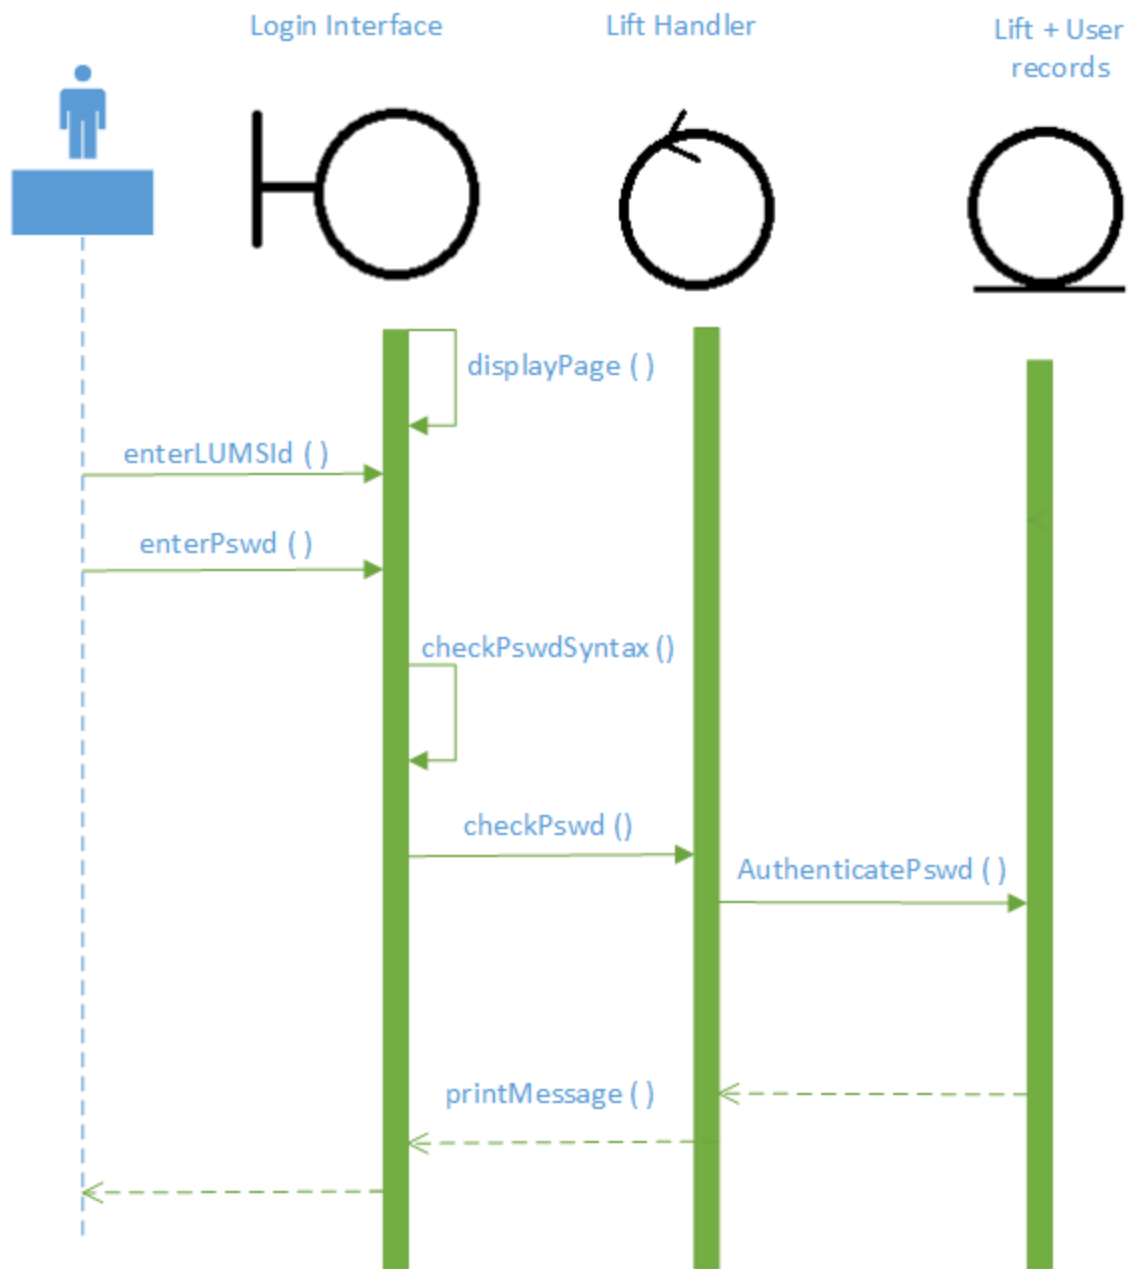 Login Interface
Lift Handler
Lift + User
records
displayPage ( )
enterLUMSId ( )
enterPswd ( )
checkPswdSyntax ()
checkPswd ()
AuthenticatePswd ( )
printMessage ( )